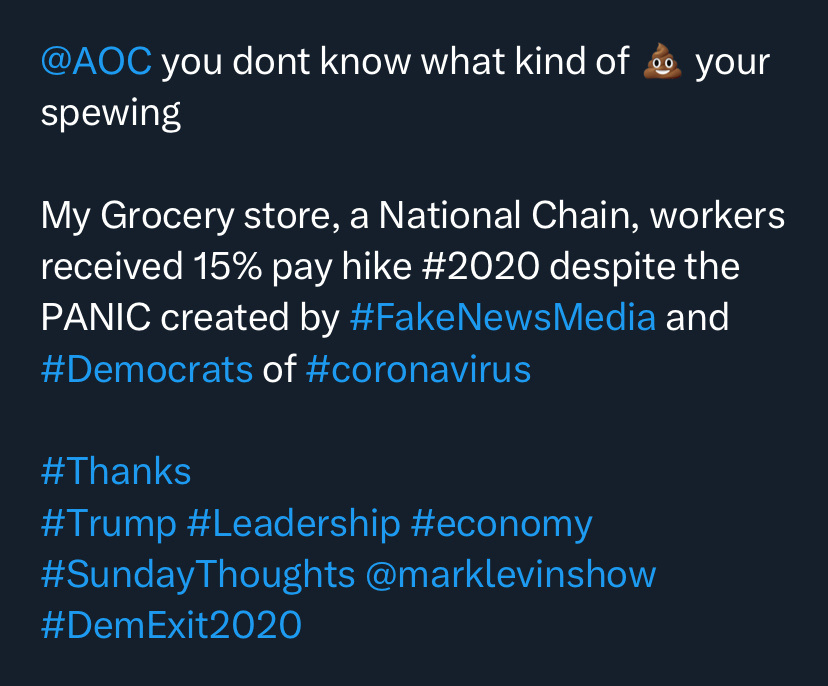 @AOC you dont know what kind of 💩 your
spewing
My Grocery store, a National Chain, workers
received 15% pay hike #2020 despite the
PANIC created by #FakeNewsMedia and
#Democrats of #coronavirus
#Thanks
#Trump #Leadership #economy
#SundayThoughts @marklevinshow
#DemExit2020